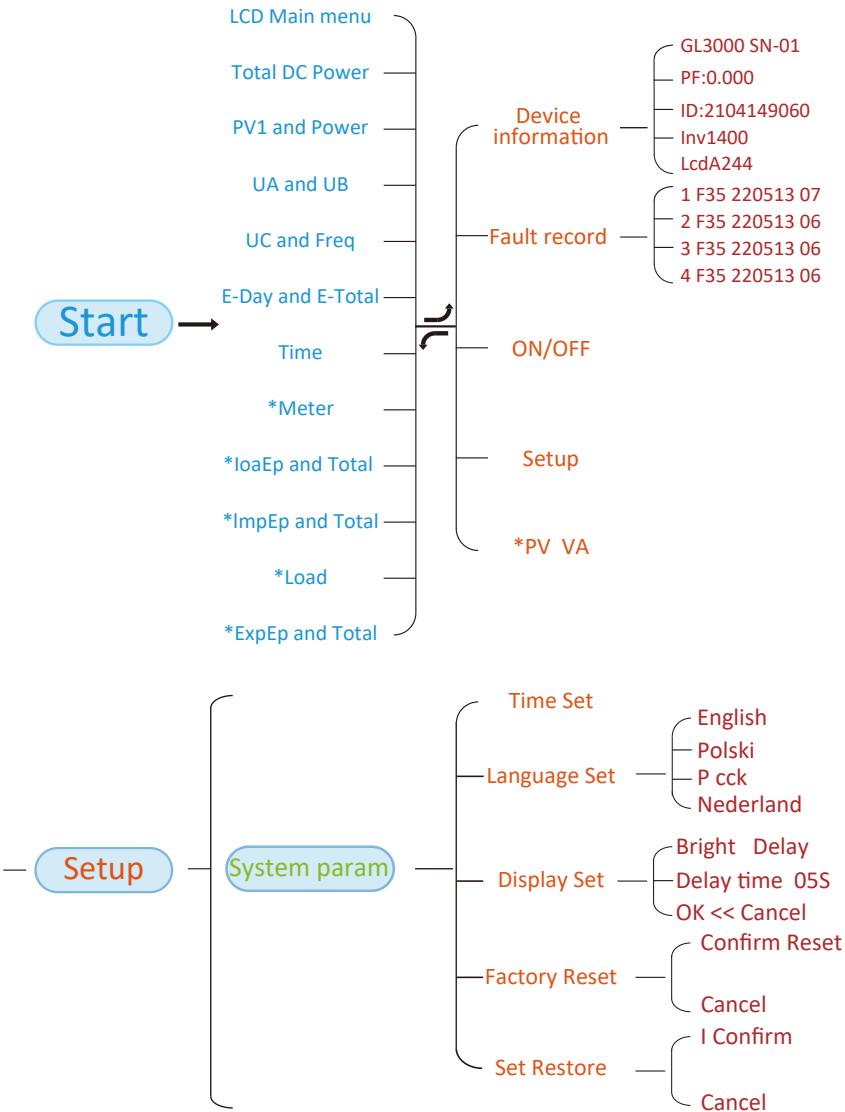 LCD Main menu
Total DC Power
PV1 and Power
UA and UB
UC and Freq
E-Day and E-Total
Start
Time
*Meter
*IoaEp and Total
*lmpEp and Total
*Load
*ExpEp and Total
Device
information
GL3000 SN-01
PF:0.000
ID:2104149060
Inv1400
LcdA244
Fault record
1 F35 220513 07
2 F35 220513 06
3 F35 220513 06
4 F35 220513 06
ON/OFF
Setup
*PV VA
Setup
System param
Time Set
Language Set
English
Polski
P cck
Nederland
Display Set
Bright Delay
Delay time 05S
OK << Cancel
Factory Reset
Confirm Reset
Cancel
Set Restore
I Confirm
Cancel